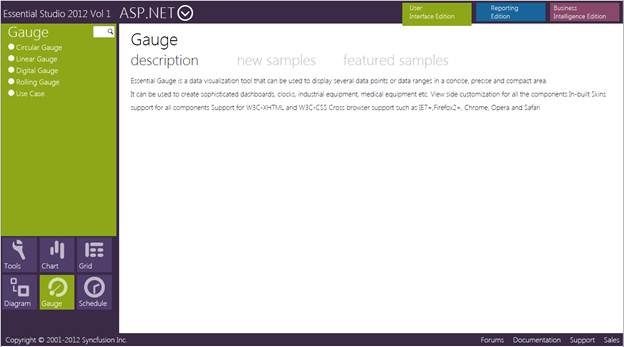 Essential Studio 2012 Vol 1 ASP.NET
User
Interface Edition
Reporting
Edition
Business
Intelligence Edition
Gauge
Circular Gauge
Linear Gauge
Digital Gauge
Rolling Gauge
Use Case
Tools Chart Grid
Diagram Gauge Schedule
Gauge
description new samples featured samples
Essential Gauge is a data visualization tool that can be used to display several data points or data ranges in a concise, precise and compact area.
It can be used to create sophisticated dashboards, clocks, industrial equipment, medical equipment etc. View side customization for all the components In-built Skins
support for all components Support for W3C-XHTML and W3C-CSS Cross browser support such as IE7+,Firefox2+, Chrome, Opera and Safari
Copyright © 2001-2012 Syncfusion Inc.
Forums Documentation Support Sales